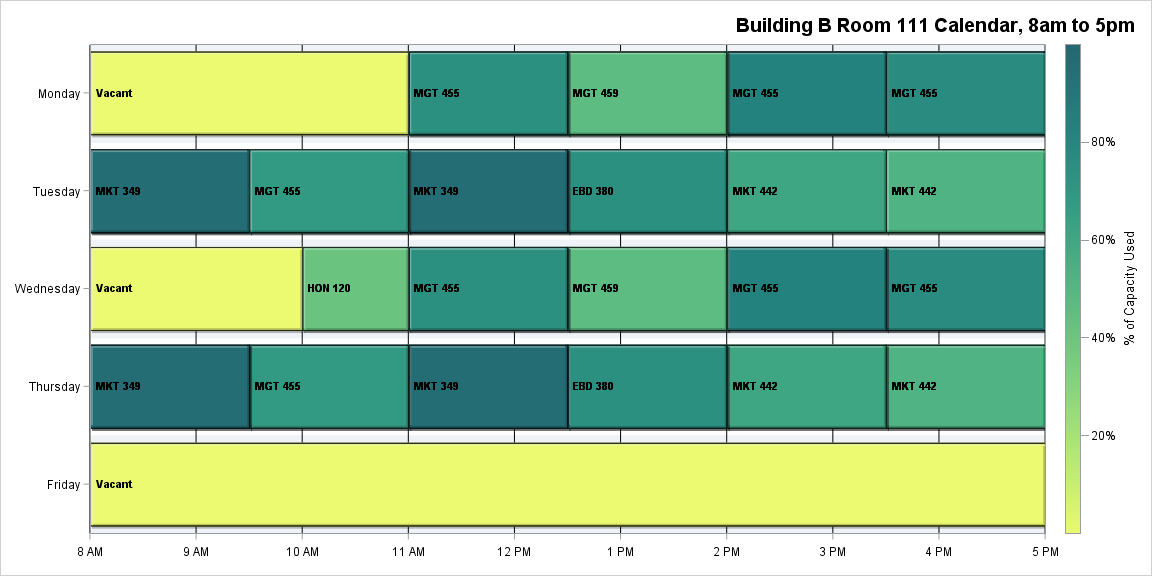 Building B Room 111 Calendar, 8am to 5pm
Monday
Vacant
MGT 455
MGT 459
MGT 455
MGT 455
Tuesday
MKT 349
MGT 455
MKT 349
EBD 380
MKT 442
MKT 442
Wednesday
Vacant
HON 120
MGT 455
MGT 459
MGT 455
MGT 455
Thursday
MKT 349
MGT 455
MKT 349
EBD 380
MKT 442
MKT 442
Friday
Vacant
8 AM
9 AM
10 AM
11 AM
12 PM
1 PM
2 PM
3 PM
4 PM
5 PM
80%
60%
40%
20%
% of Capacity Used